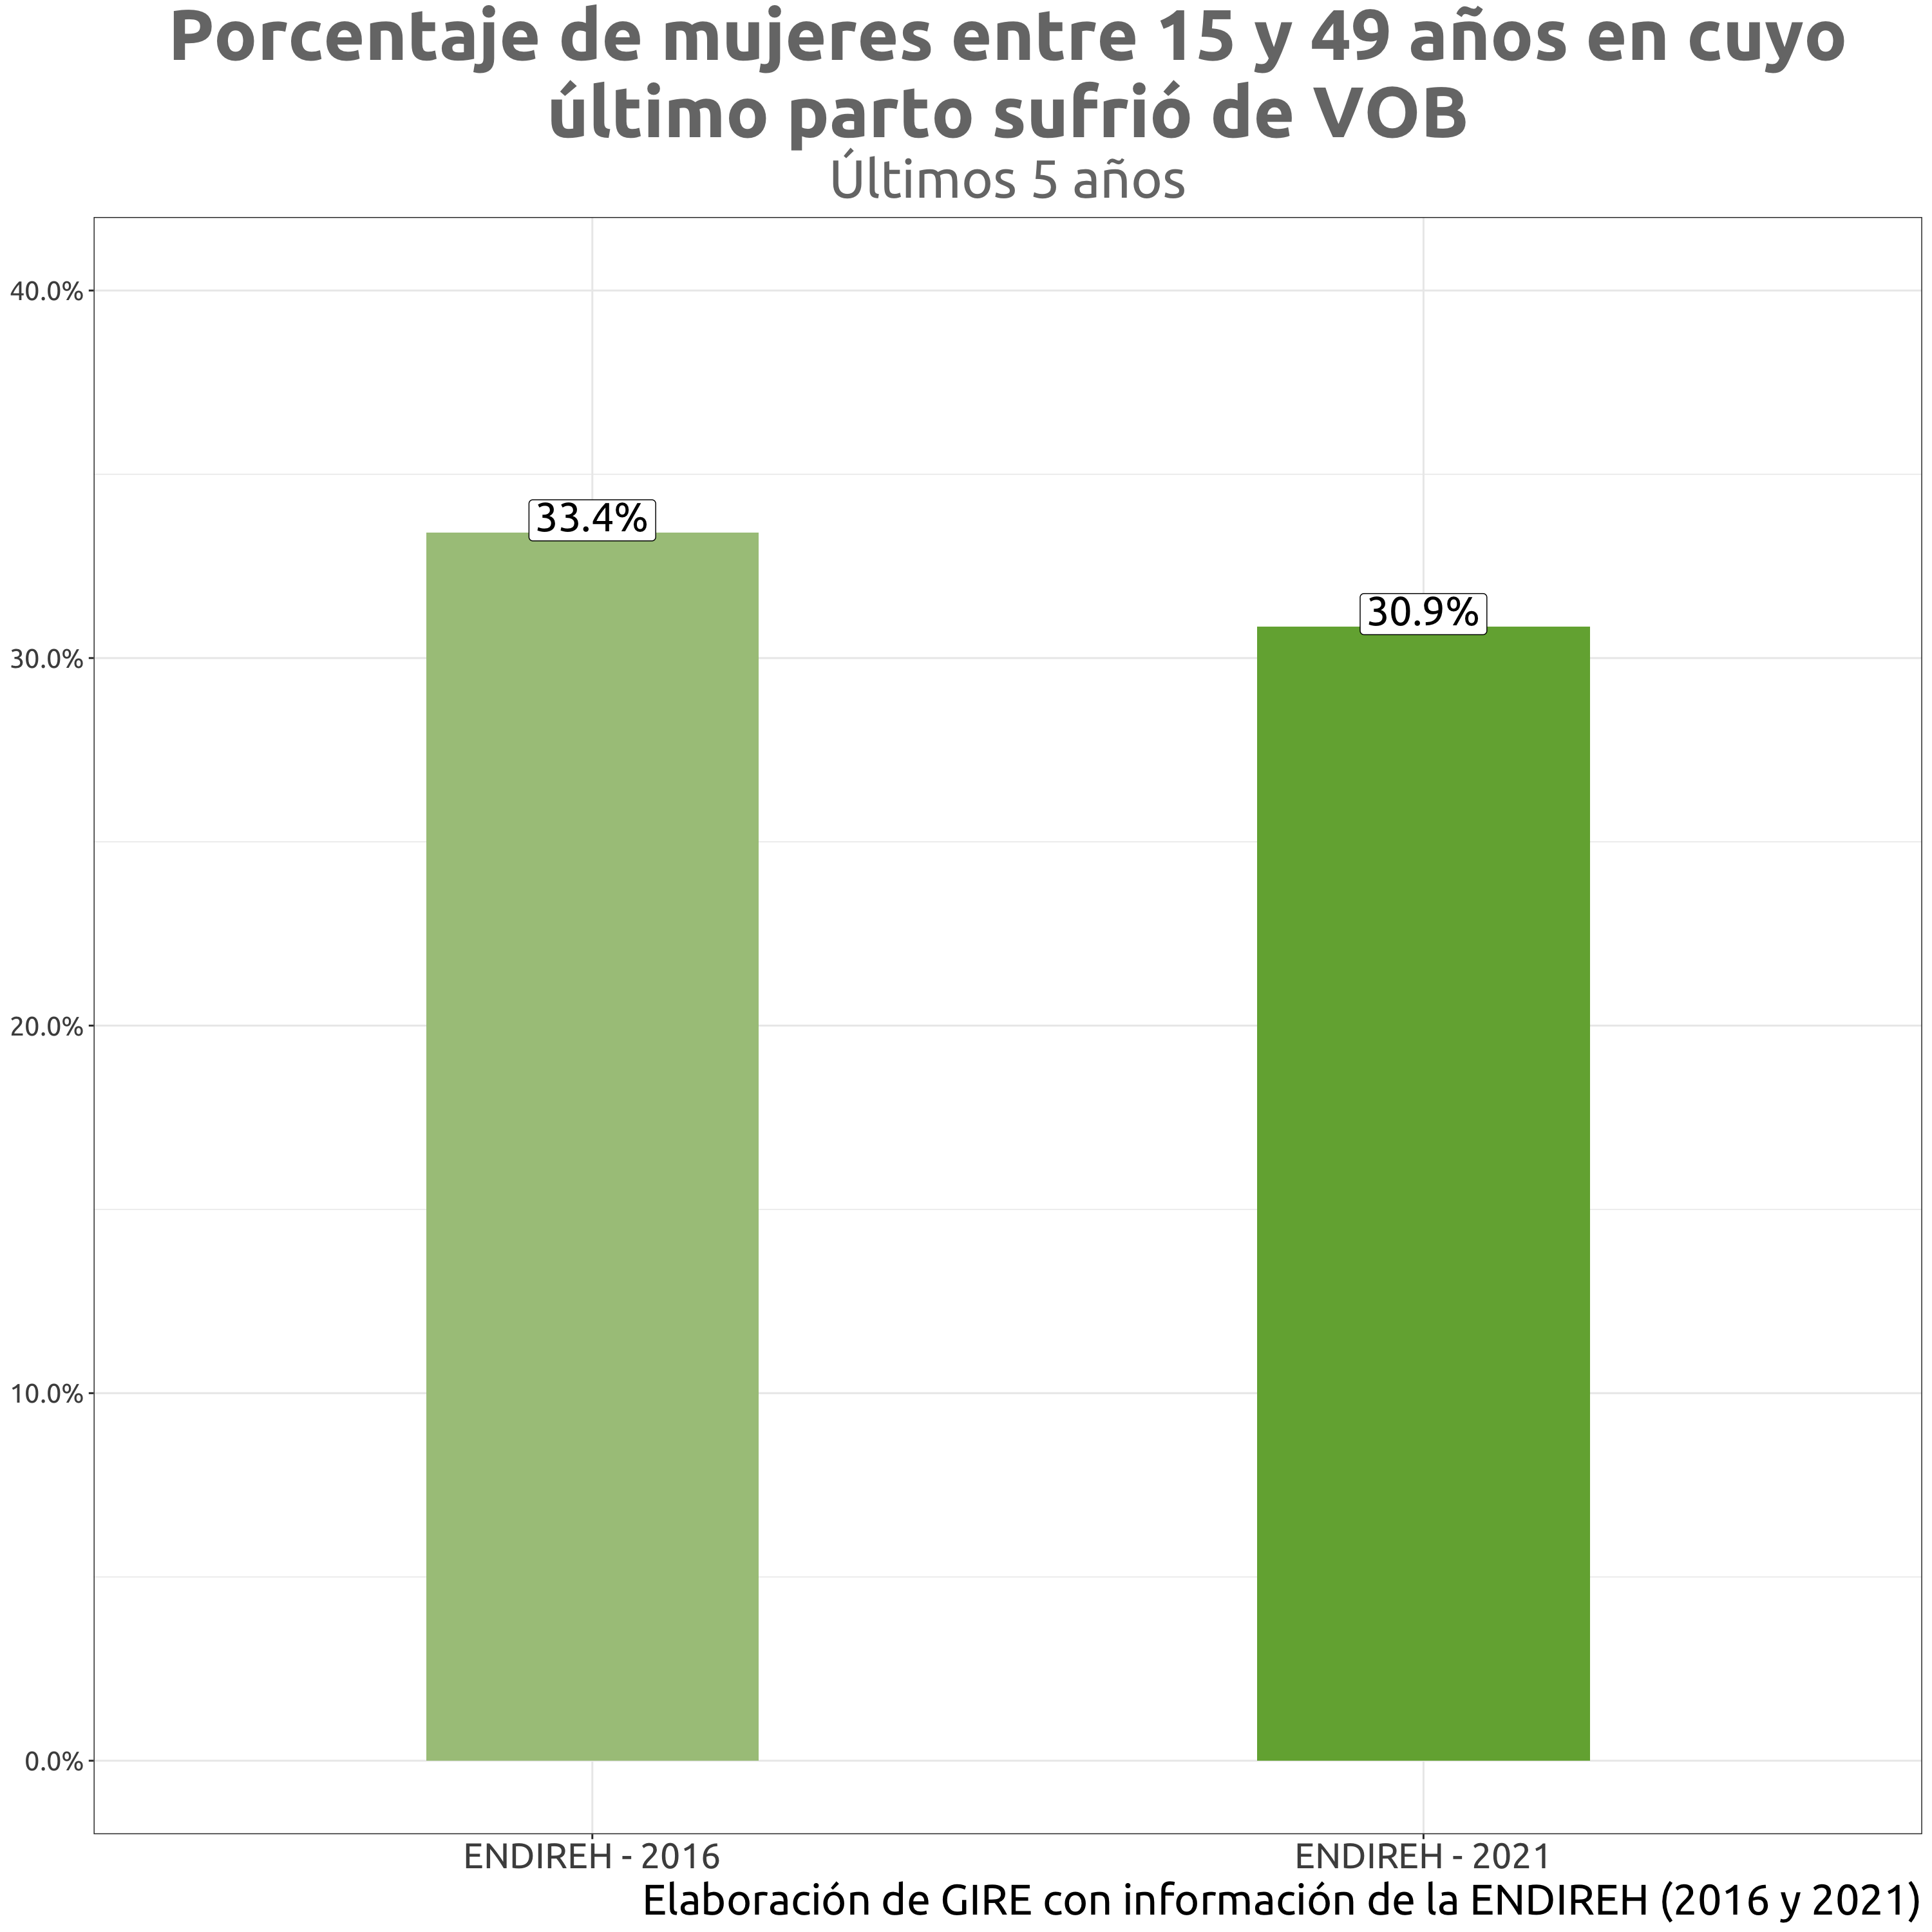 Porcentaje de mujeres entre 15 y 49 años en cuyo
último parto sufrió de VOB
Últimos 5 años
40.0%
30.0%
20.0%
10.0%
0.0%
33.4%
30.9%
ENDIREH - 2016
ENDIREH - 2021
Elaboración de GIRE con información de la ENDIREH (2016 y 2021)